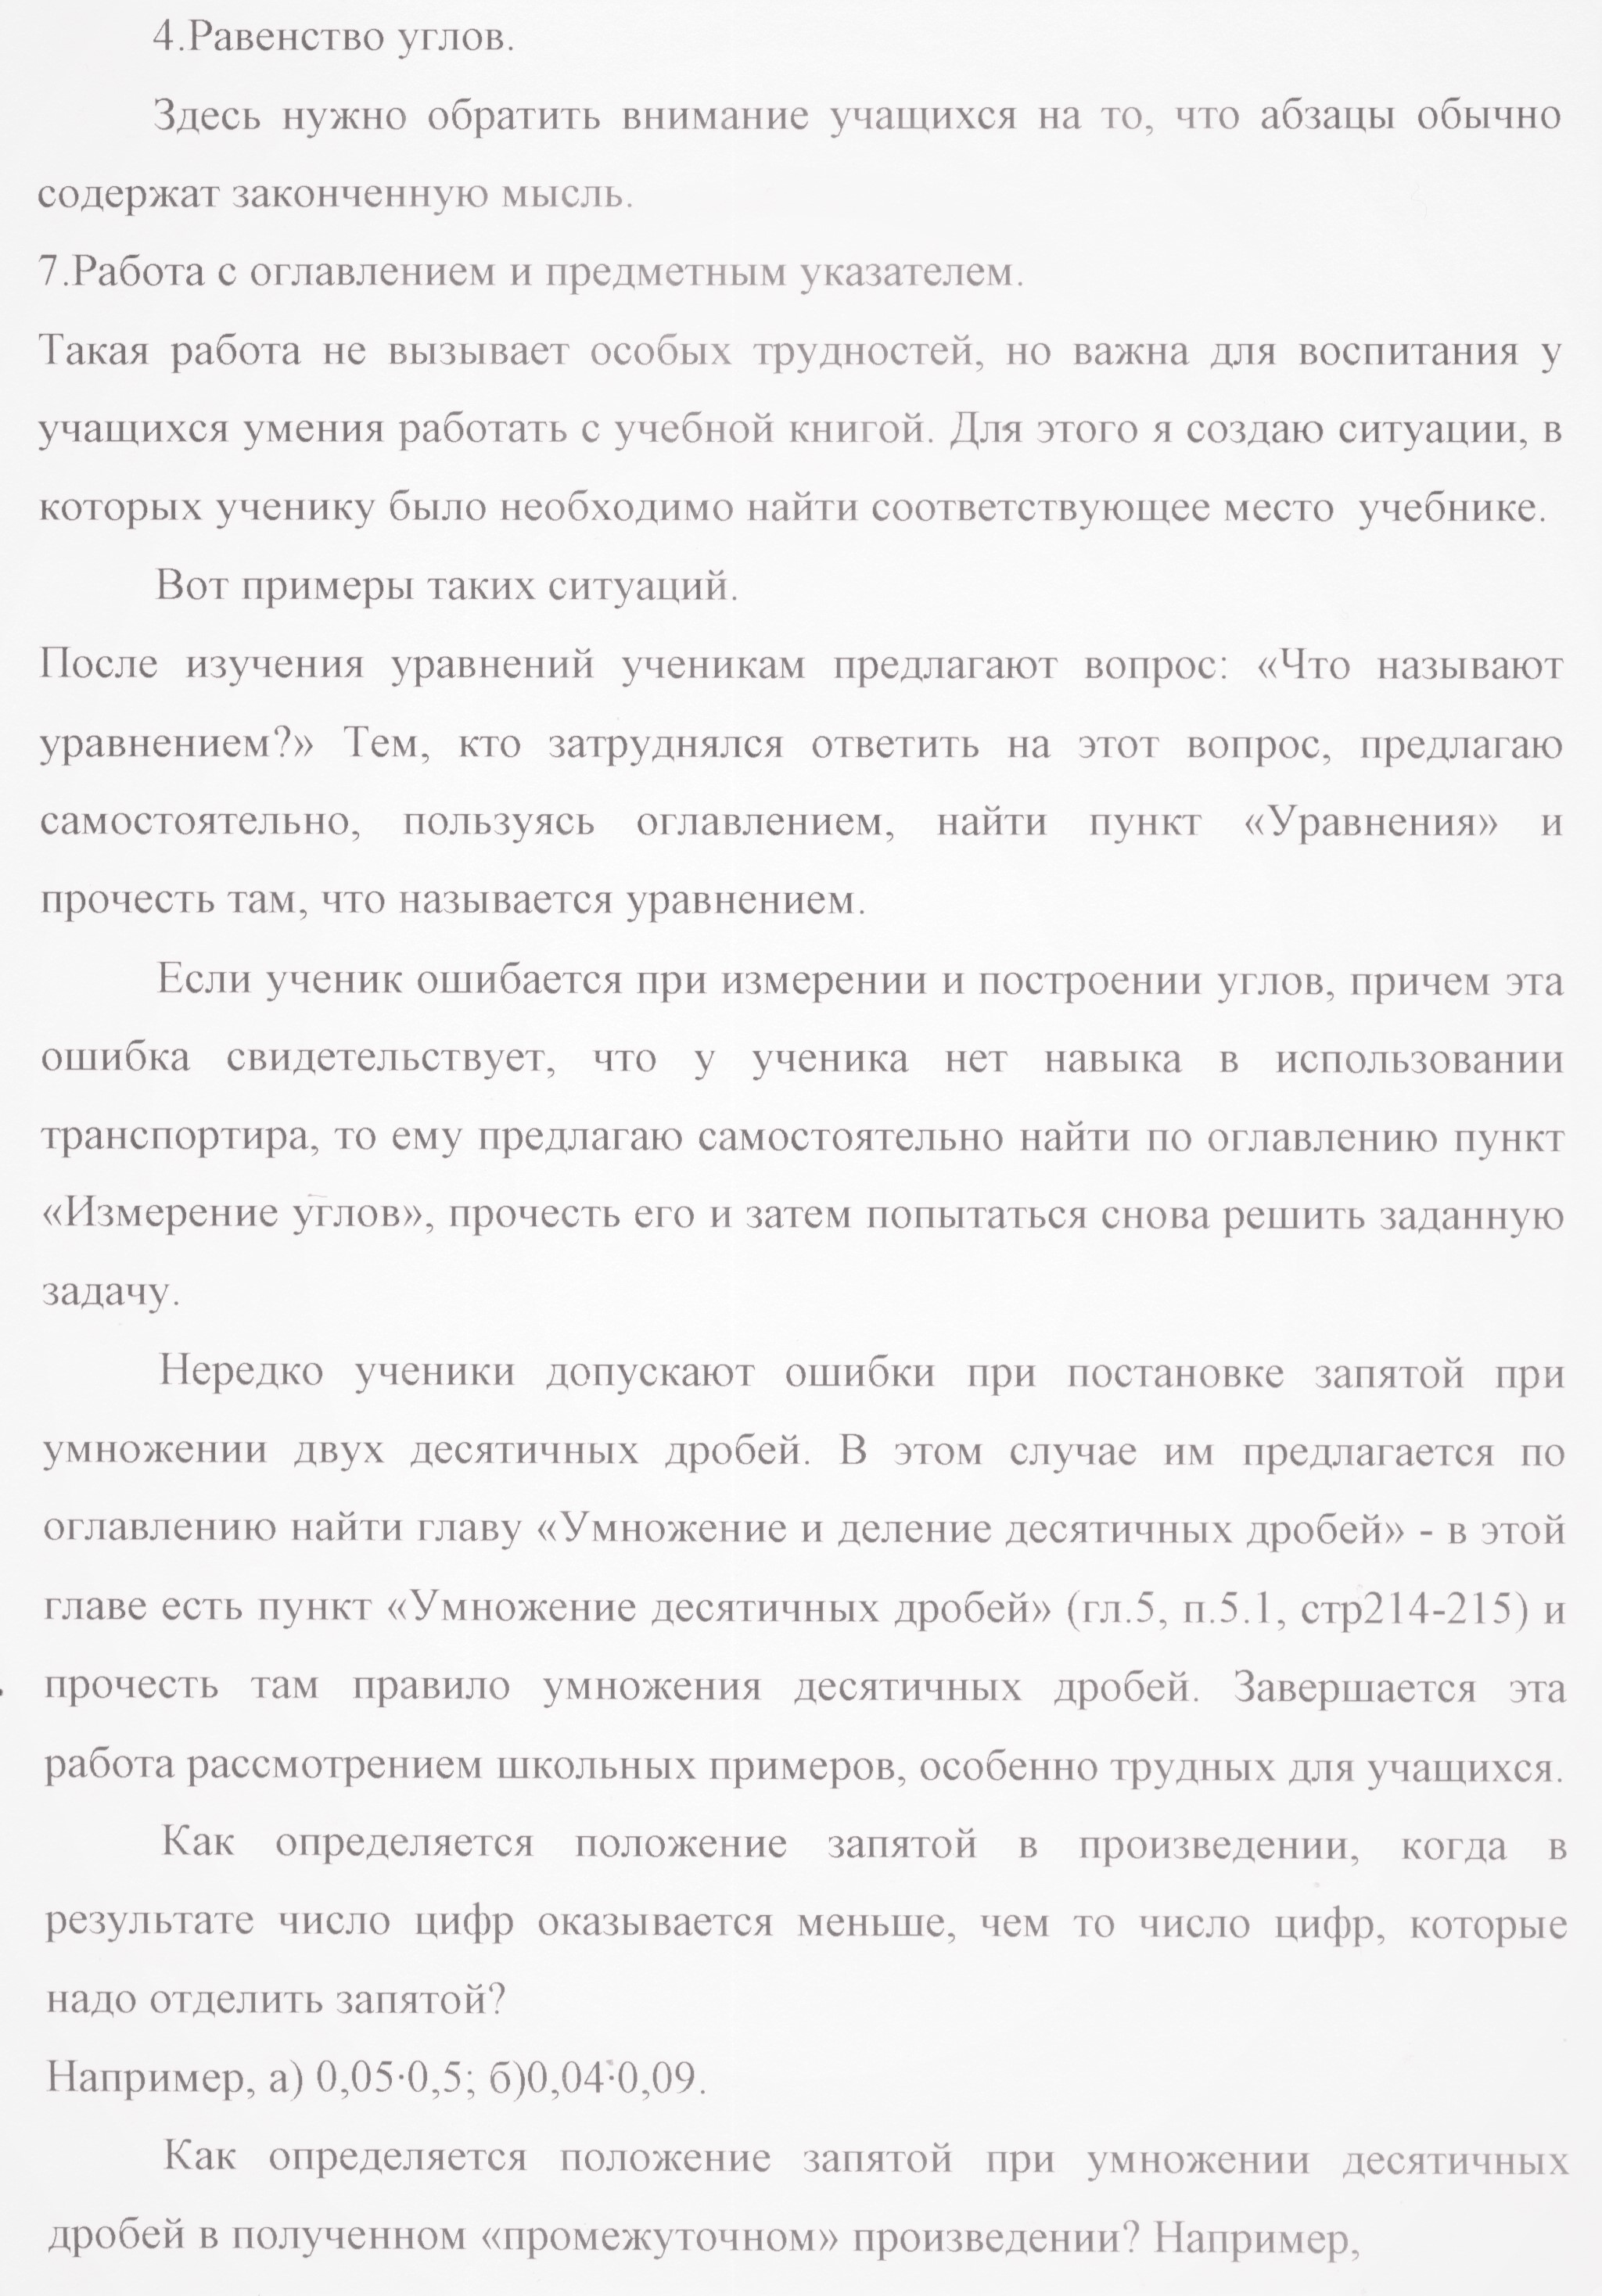 4.Равенство углов.
Здесь нужно обратить внимание учащихся на то, что абзацы обычно
содержат законченную мысль.
7.Работа с оглавлением и предметным указателем.
Такая работа не вызывает особых трудностей, но важна для воспитания у
учащихся умения работать с учебной книгой. Для этого я создаю ситуации, в
которых ученику было необходимо найти соответствующее место  учебнике.
Вот примеры таких ситуаций.
После изучения уравнений ученикам предлагают вопрос: «Что называют
уравнением?» Тем, кто затруднялся ответить на этот вопрос, предлагаю
самостоятельно, пользуясь оглавлением, найти пункт «Уравнения» и
прочесть там, что называется уравнением.
Если ученик ошибается при измерении и построении углов, причем эта
ошибка свидетельствует, что у ученика нет навыка в использовании
транспортира, то ему предлагаю самостоятельно найти по оглавлению пункт
«Измерение углов», прочесть его и затем попытаться снова решить заданную
задачу.
Нередко ученики допускают ошибки при постановке запятой при
умножении двух десятичных дробей. В этом случае им предлагается по
оглавлению найти главу «Умножение и деление десятичных дробей» - в этой
главе есть пункт «Умножение десятичных дробей» (гл.5, п.5.1, стр214-215) и
прочесть там правило умножения десятичных дробей. Завершается эта
работа рассмотрением школьных примеров, особенно трудных для учащихся.
Как определяется положение запятой в произведении, когда в
результате число цифр оказывается меньше, чем то число цифр, которые
надо отделить запятой?
Например, а) 0,05·0,5; б)0,04·0,09.
Как определяется положение запятой при умножении десятичных
дробей в полученном «промежуточном» произведении? Например,